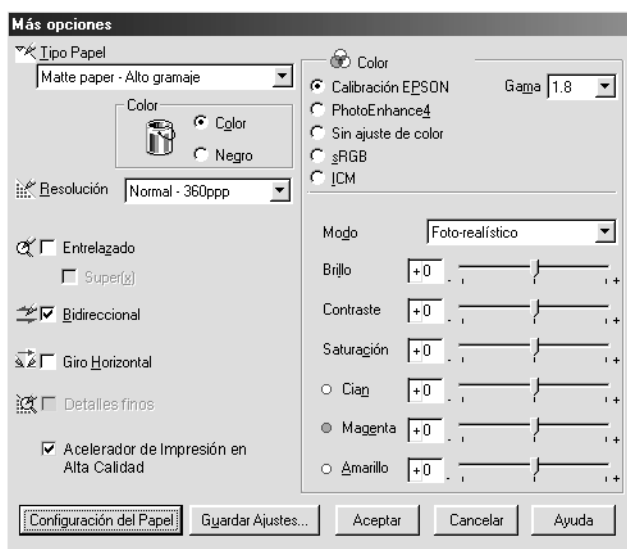 Más opciones
Tipo Papel
Matte paper - Alto gramaje
Color
Color
Negro
Resolución
Normal - 360ppp
Entrelazado
Super(x)
Bidireccional
Giro Horizontal
Detalles finos
Acelerador de Impresión en
Alta Calidad
Color
Calibración EPSON
Gama 1.8
PhotoEnhance4
Sin ajuste de color
sRGB
ICM
Modo
Foto-realístico
Brillo +0 - +
Contraste +0 - +
Saturación +0 - +
Cian +0 - +
Magenta +0 - +
Amarillo +0 - +
Configuración del Papel
Guardar Ajustes...
Aceptar
Cancelar
Ayuda